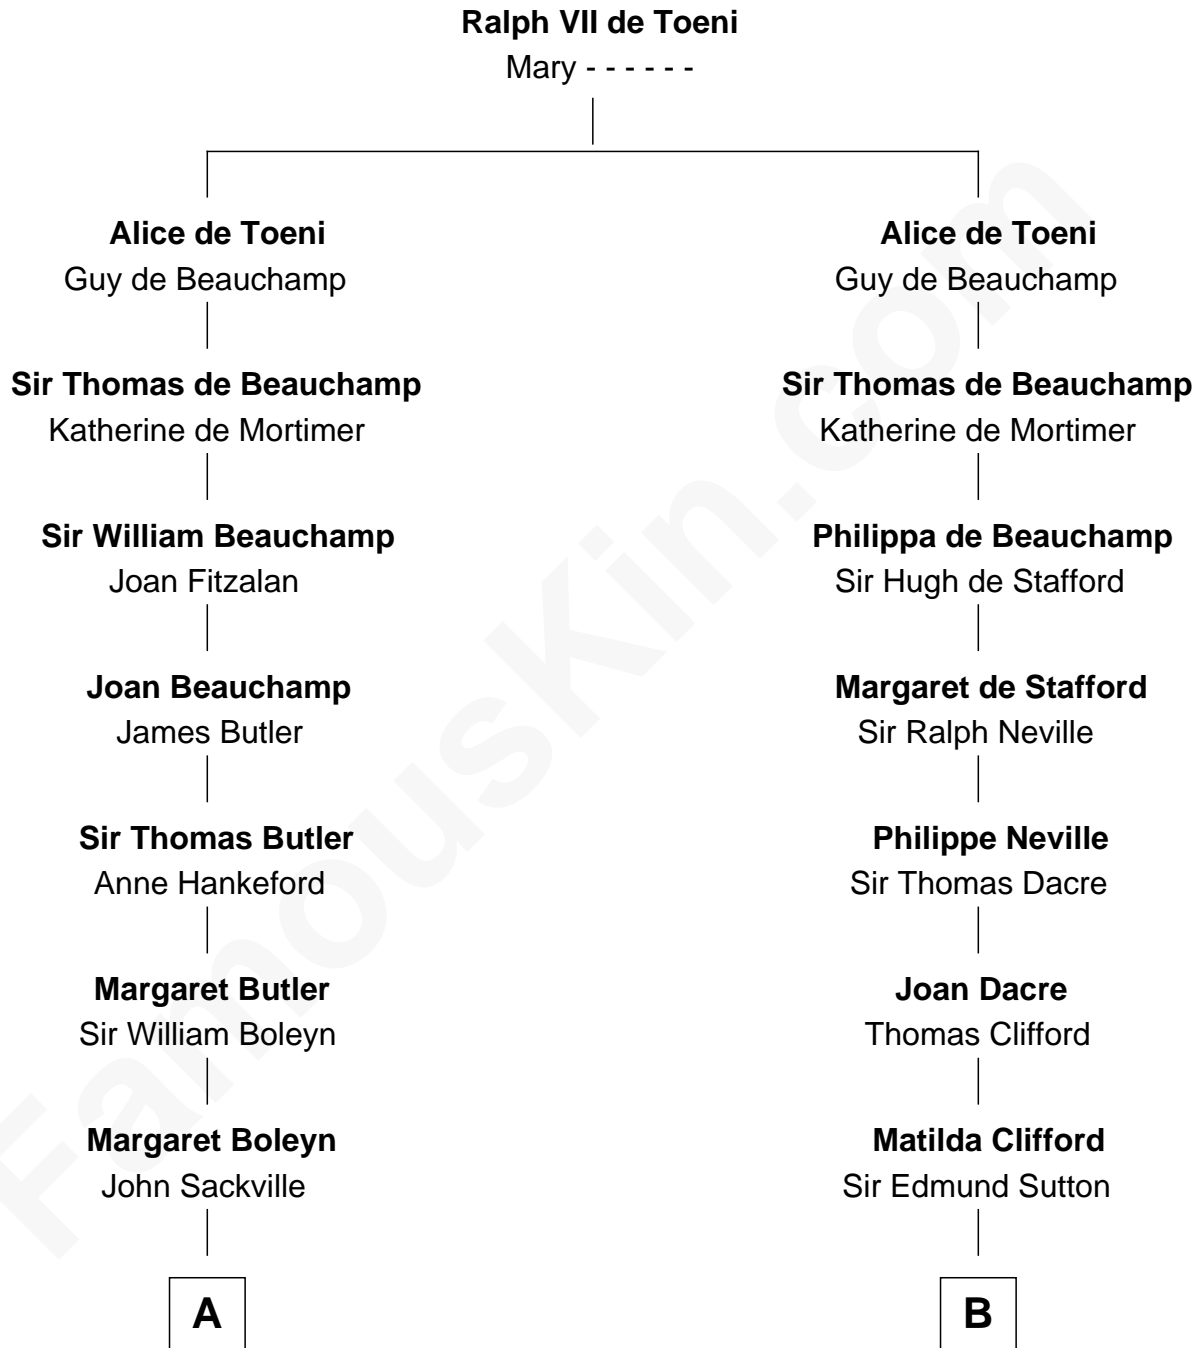 Ralph VII de Toeni
Mary - - - - - -
Alice de Toeni
Guy de Beauchamp
Alice de Toeni
Guy de Beauchamp
Sir Thomas de Beauchamp
Katherine de Mortimer
Sir Thomas de Beauchamp
Katherine de Mortimer
Sir William Beauchamp
Joan Fitzalan
Philippa de Beauchamp
Sir Hugh de Stafford
Joan Beauchamp
James Butler
Margaret de Stafford
Sir Ralph Neville
Sir Thomas Butler
Anne Hankeford
Philippe Neville
Sir Thomas Dacre
Margaret Butler
Sir William Boleyn
Joan Dacre
Thomas Clifford
Margaret Boleyn
John Sackville
Matilda Clifford
Sir Edmund Sutton
A
B
FamousKin.com